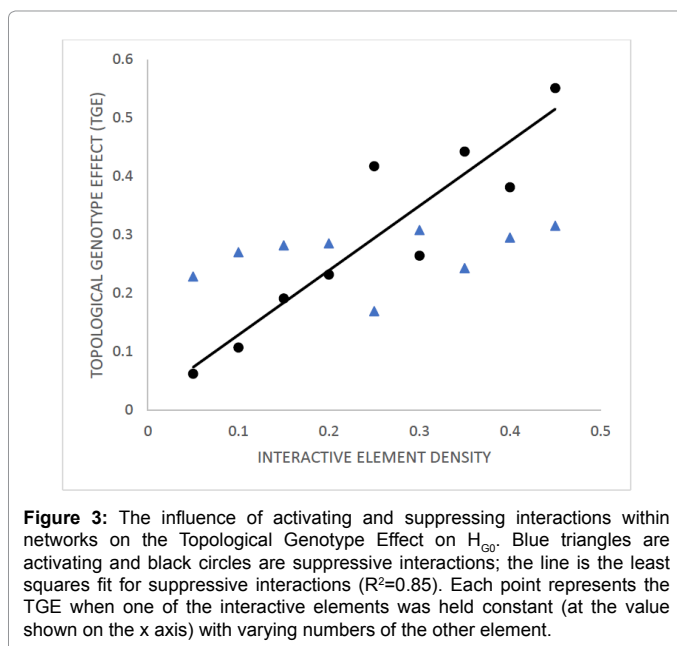 0.6
0.5
0.4
0.3
0.2
0.1
0
TOPOLOGICAL GENOTYPE EFFECT (TGE)
0 0.1 0.2 0.3 0.4 0.5
INTERACTIVE ELEMENT DENSITY
Figure 3: The influence of activating and suppressing interactions within
networks on the Topological Genotype Effect on H_G0. Blue triangles are
activating and black circles are suppressive interactions; the line is the least
squares fit for suppressive interactions (R²=0.85). Each point represents the
TGE when one of the interactive elements was held constant (at the value
shown on the x axis) with varying numbers of the other element.